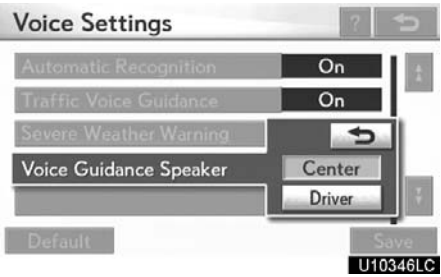 Voice Settings ?
Automatic Recognition On
Traffic Voice Guidance On
Severe Weather Warning
Voice Guidance Speaker Center
Driver
Default Save
U10346LC